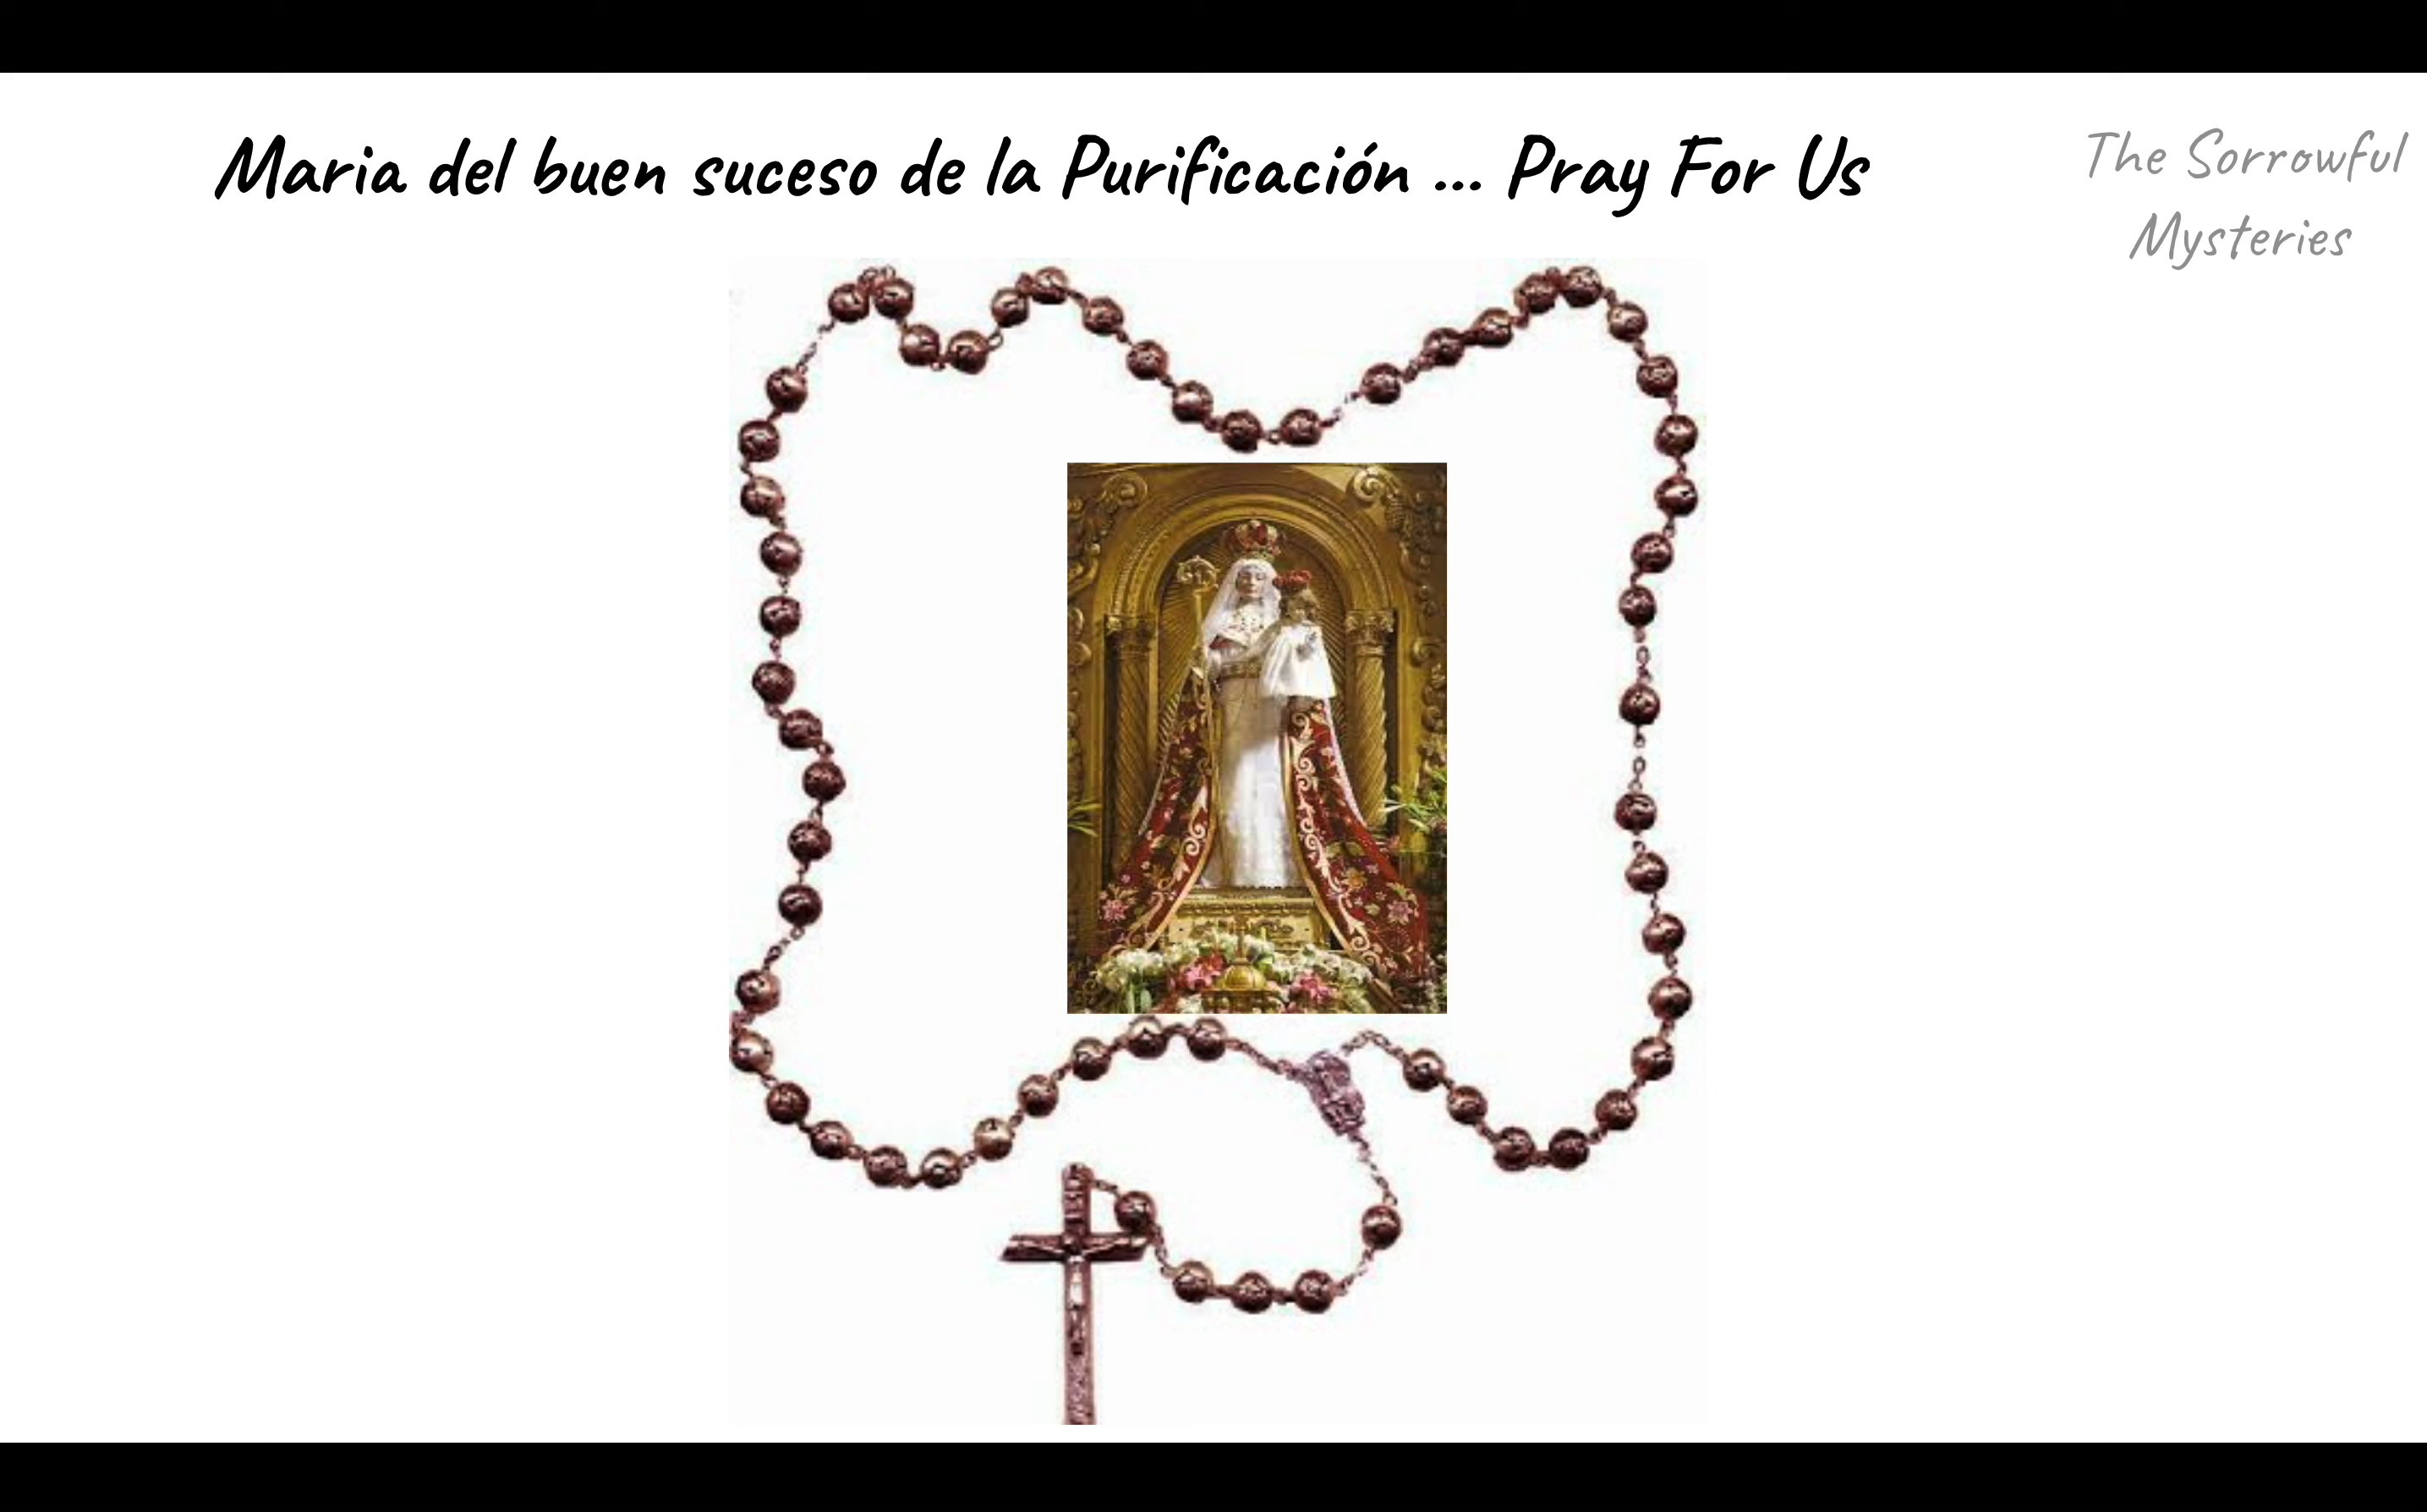 Maria del buen suceso de la Purificación ... Pray For Us
The Sorrowful
Mysteries